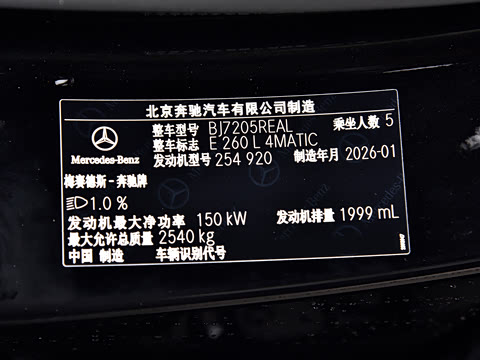 北京奔驰汽车有限公司制造
整车型号 BJ7205REAL 乘坐人数 5
整车标志 E 260 L 4MATIC
发动机型号 254 920 制造年月 2026-01
Mercedes-Benz
梅赛德斯-奔驰牌
1.0 %
发动机最大净功率 150 kW 发动机排量 1999 mL
最大允许总质量 2540 kg
中国 制造 车辆识别代号